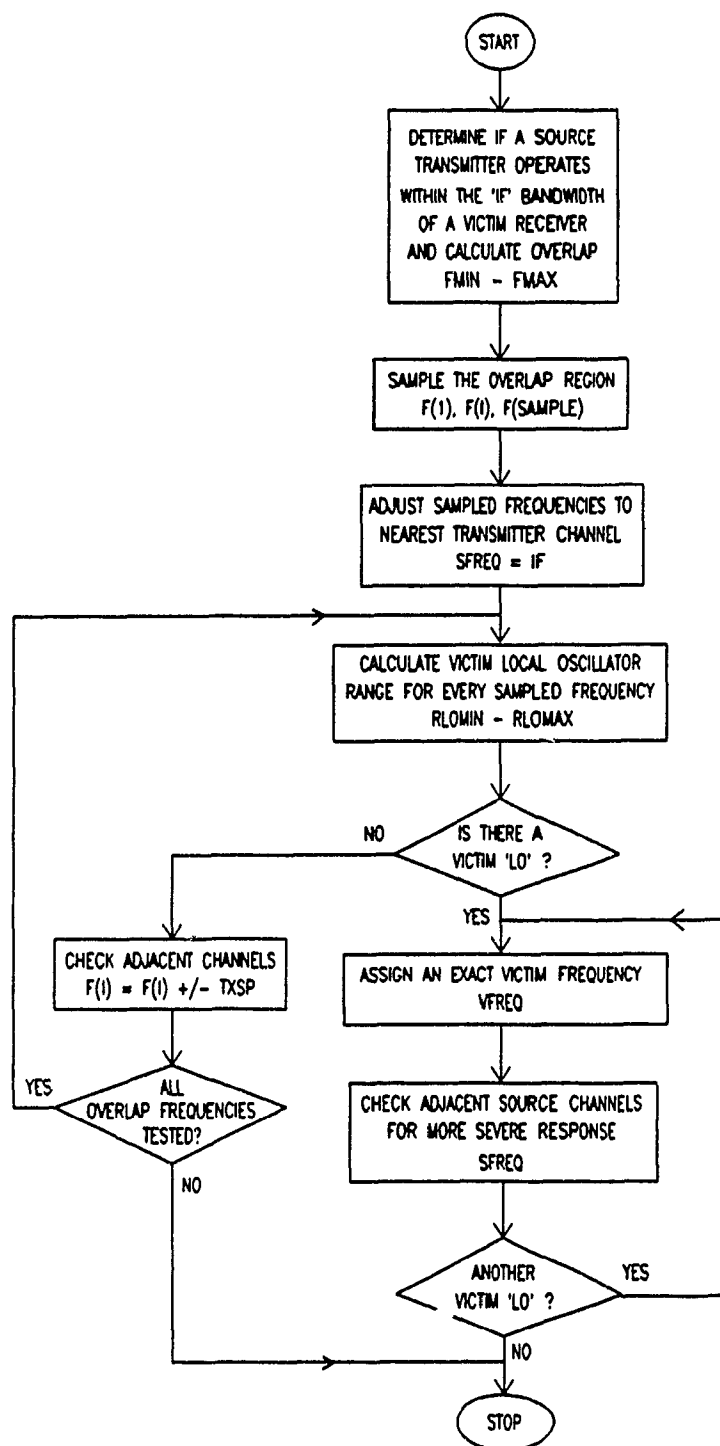 START
DETERMINE IF A SOURCE
TRANSMITTER OPERATES
WITHIN THE 'IF' BANDWIDTH
OF A VICTIM RECEIVER
AND CALCULATE OVERLAP
FMIN - FMAX
SAMPLE THE OVERLAP REGION
F(1), F(I), F(SAMPLE)
ADJUST SAMPLED FREQUENCIES TO
NEAREST TRANSMITTER CHANNEL
SFREQ = IF
CALCULATE VICTIM LOCAL OSCILLATOR
RANGE FOR EVERY SAMPLED FREQUENCY
RLOMIN - RLOMAX
NO
IS THERE A
VICTIM 'LO' ?
YES
CHECK ADJACENT CHANNELS
F(I) = F(I) +/- TXSP
ASSIGN AN EXACT VICTIM FREQUENCY
VFREQ
YES
ALL
OVERLAP FREQUENCIES
TESTED?
NO
CHECK ADJACENT SOURCE CHANNELS
FOR MORE SEVERE RESPONSE
SFREQ
ANOTHER
VICTIM 'LO' ?
YES
NO
STOP